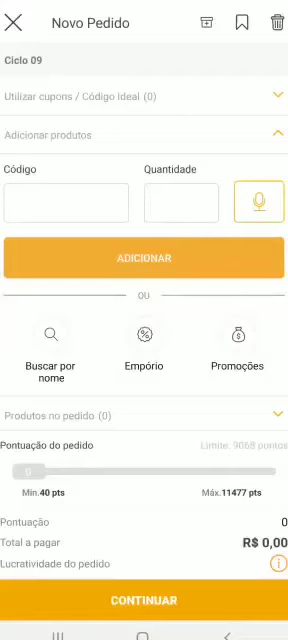 Novo Pedido
Ciclo 09
Utilizar cupons / Código Ideal (0)
Adicionar produtos
Código
Quantidade
ADICIONAR
OU
Buscar por nome
Empório
Promoções
Produtos no pedido (0)
Pontuação do pedido
Limite: 9068 pontos
0
Mín.40 pts
Máx.11477 pts
Pontuação
0
Total a pagar
R$ 0,00
Lucratividade do pedido
CONTINUAR